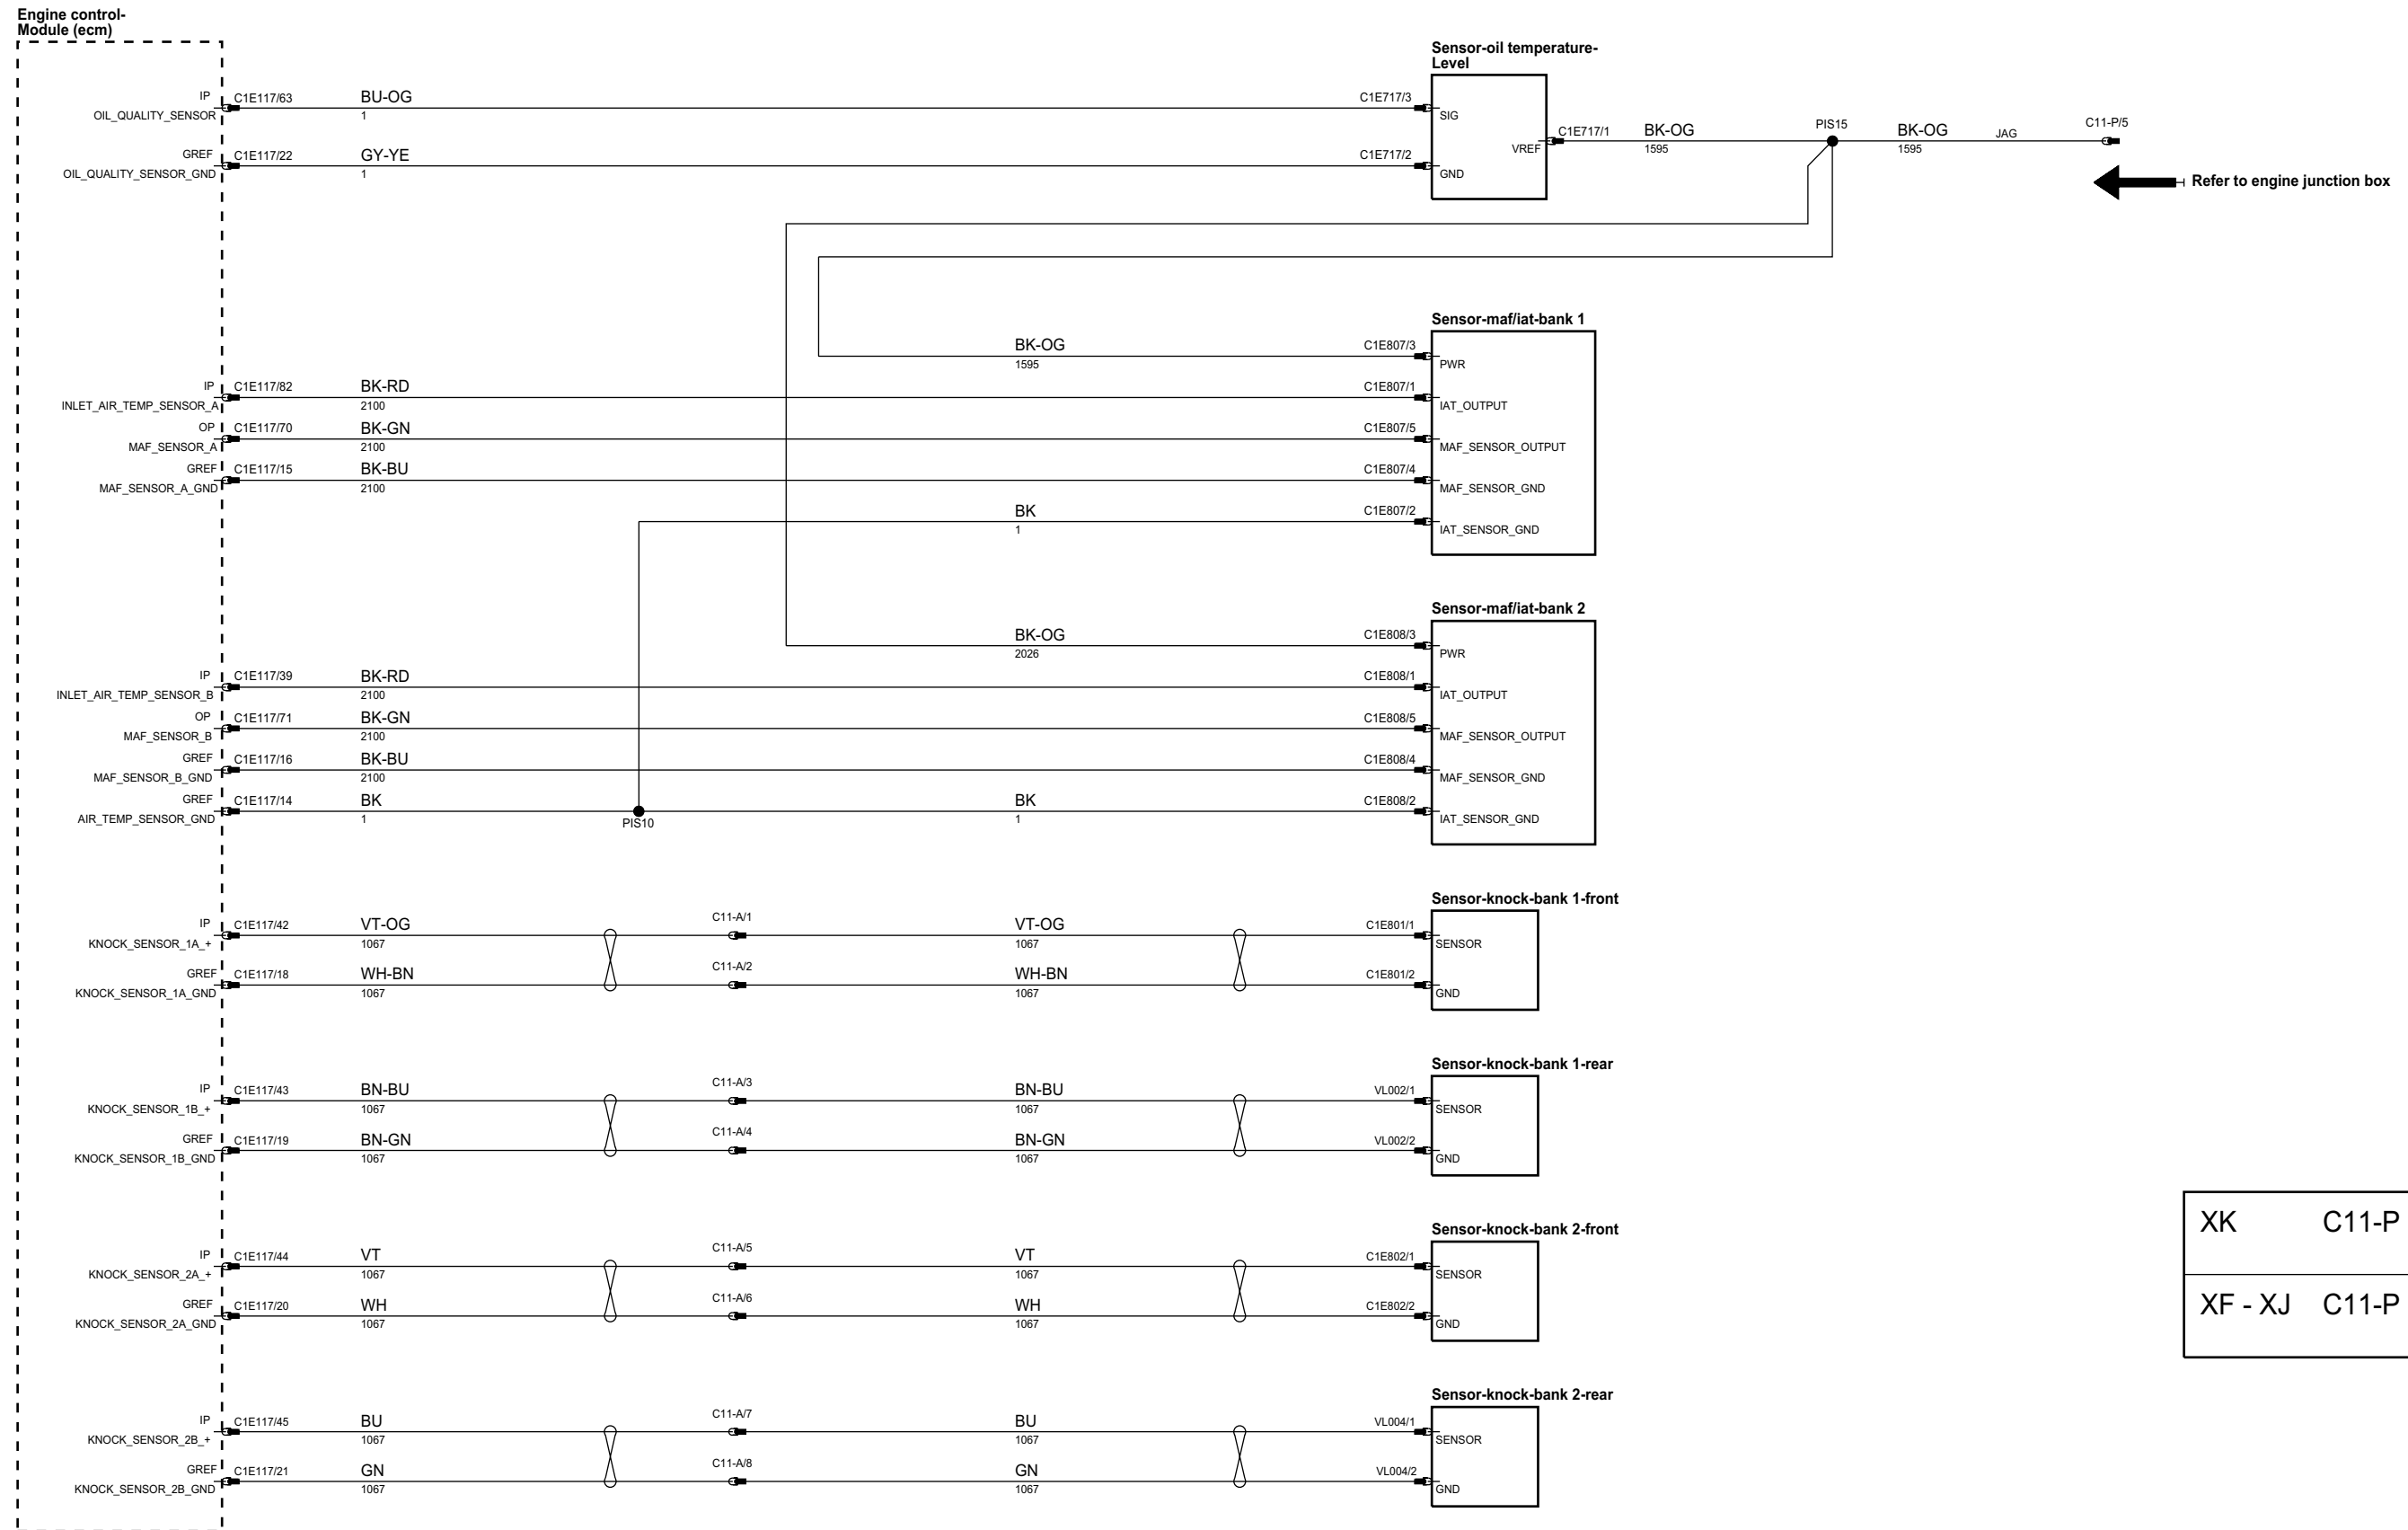 Engine control-
Module (ecm)
Sensor-oil temperature-
Level
IP C1E117/63 BU-OG C1E717/3
OIL_QUALITY_SENSOR 1 SIG
C1E717/1 BK-OG PIS15 BK-OG JAG C11-P/5
VREF 1595 1595
GREF C1E117/22 GY-YE C1E717/2
OIL_QUALITY_SENSOR_GND 1 GND
Refer to engine junction box
Sensor-maf/iat-bank 1
BK-OG C1E807/3
1595 PWR
IP C1E117/82 BK-RD C1E807/1
INLET_AIR_TEMP_SENSOR_A 2100 IAT_OUTPUT
OP C1E117/70 BK-GN C1E807/5
MAF_SENSOR_A 2100 MAF_SENSOR_OUTPUT
GREF C1E117/15 BK-BU C1E807/4
MAF_SENSOR_A_GND 2100 MAF_SENSOR_GND
BK C1E807/2
1 IAT_SENSOR_GND
Sensor-maf/iat-bank 2
BK-OG C1E808/3
2026 PWR
IP C1E117/39 BK-RD C1E808/1
INLET_AIR_TEMP_SENSOR_B 2100 IAT_OUTPUT
OP C1E117/71 BK-GN C1E808/5
MAF_SENSOR_B 2100 MAF_SENSOR_OUTPUT
GREF C1E117/16 BK-BU C1E808/4
MAF_SENSOR_B_GND 2100 MAF_SENSOR_GND
GREF C1E117/14 BK BK C1E808/2
AIR_TEMP_SENSOR_GND 1 PIS10 1 IAT_SENSOR_GND
Sensor-knock-bank 1-front
IP C1E117/42 VT-OG C11-A/1 VT-OG C1E801/1
KNOCK_SENSOR_1A_+ 1067 1067 SENSOR
GREF C1E117/18 WH-BN C11-A/2 WH-BN C1E801/2
KNOCK_SENSOR_1A_GND 1067 1067 GND
Sensor-knock-bank 1-rear
IP C1E117/43 BN-BU C11-A/3 BN-BU VL002/1
KNOCK_SENSOR_1B_+ 1067 1067 SENSOR
GREF C1E117/19 BN-GN C11-A/4 BN-GN VL002/2
KNOCK_SENSOR_1B_GND 1067 1067 GND
XK C11-P
XF - XJ C11-P
Sensor-knock-bank 2-front
IP C1E117/44 VT C11-A/5 VT C1E802/1
KNOCK_SENSOR_2A_+ 1067 1067 SENSOR
GREF C1E117/20 WH C11-A/6 WH C1E802/2
KNOCK_SENSOR_2A_GND 1067 1067 GND
Sensor-knock-bank 2-rear
IP C1E117/45 BU C11-A/7 BU VL004/1
KNOCK_SENSOR_2B_+ 1067 1067 SENSOR
GREF C1E117/21 GN C11-A/8 GN VL004/2
KNOCK_SENSOR_2B_GND 1067 1067 GND